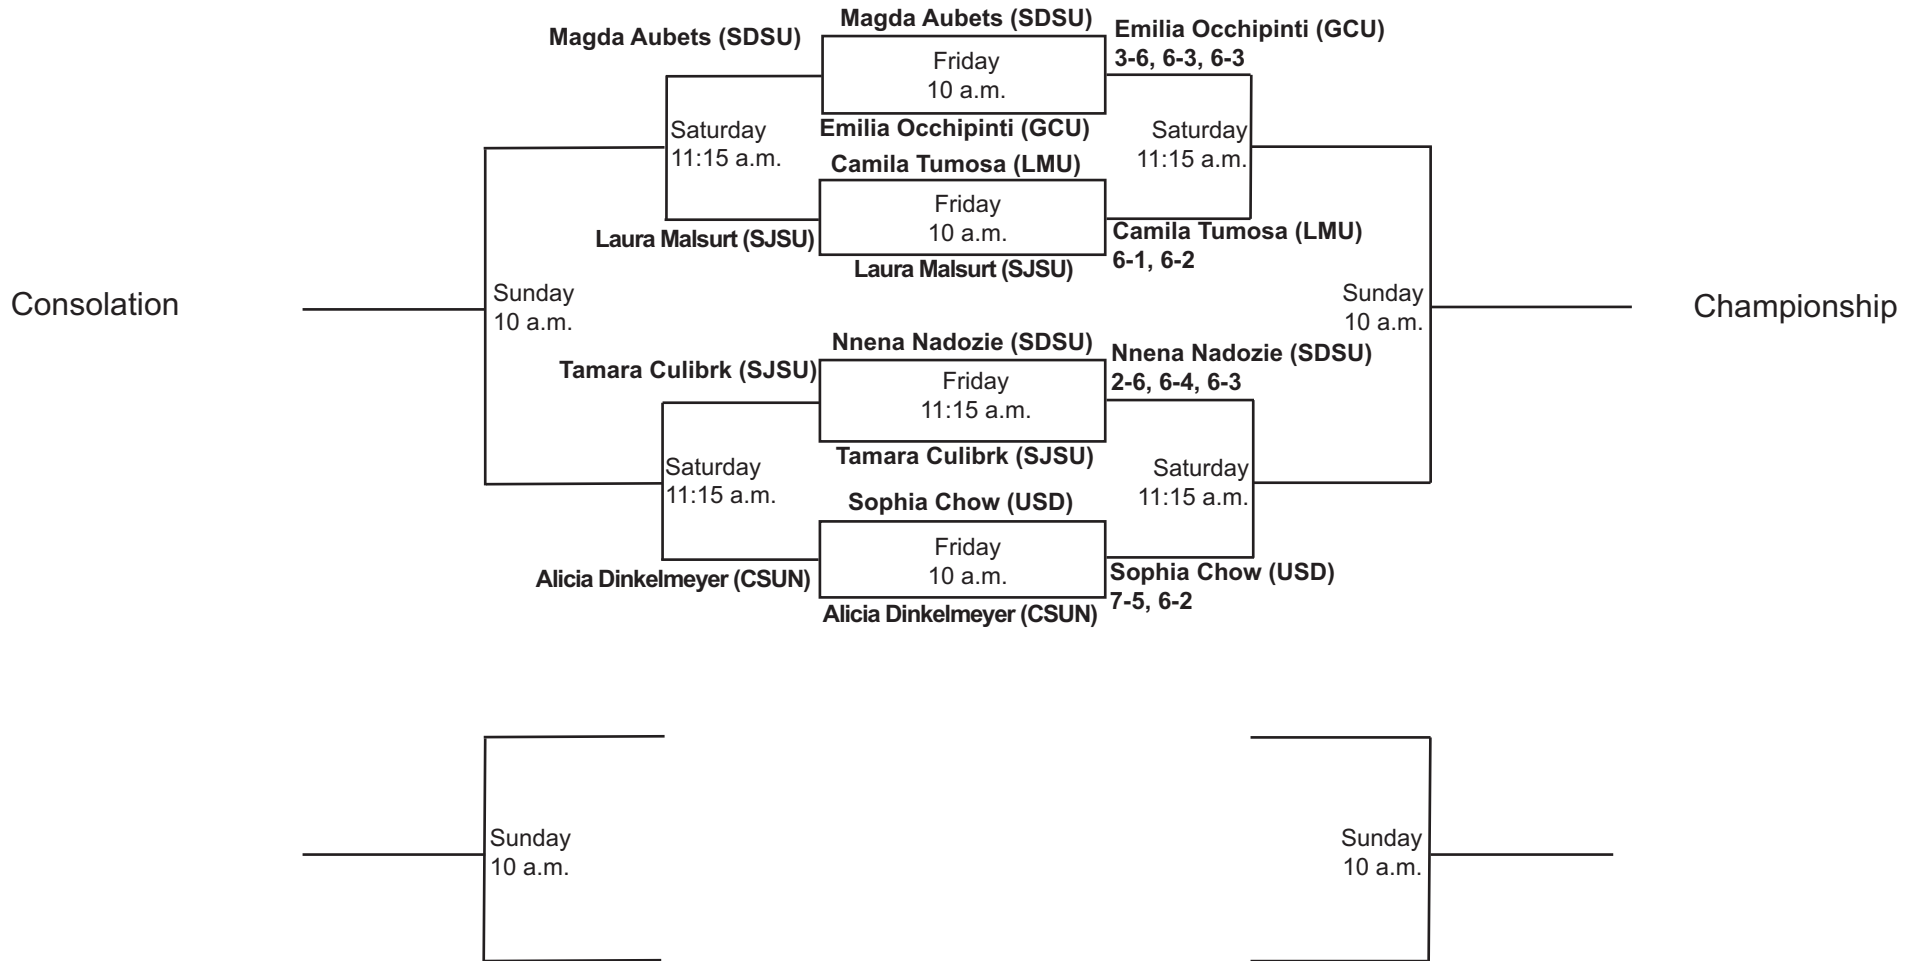 Magda Aubets (SDSU)
Magda Aubets (SDSU)
Emilia Occhipinti (GCU)
3-6, 6-3, 6-3
Friday
10 a.m.
Saturday
11:15 a.m.
Emilia Occhipinti (GCU)
Saturday
11:15 a.m.
Camila Tumosa (LMU)
Friday
10 a.m.
Laura Malsurt (SJSU)
Camila Tumosa (LMU)
6-1, 6-2
Laura Malsurt (SJSU)
Consolation
Sunday
10 a.m.
Sunday
10 a.m.
Championship
Nnena Nadozie (SDSU)
Tamara Culibrk (SJSU)
Nnena Nadozie (SDSU)
2-6, 6-4, 6-3
Friday
11:15 a.m.
Tamara Culibrk (SJSU)
Saturday
11:15 a.m.
Saturday
11:15 a.m.
Sophia Chow (USD)
Friday
10 a.m.
Alicia Dinkelmeyer (CSUN)
Sophia Chow (USD)
7-5, 6-2
Alicia Dinkelmeyer (CSUN)
Sunday
10 a.m.
Sunday
10 a.m.